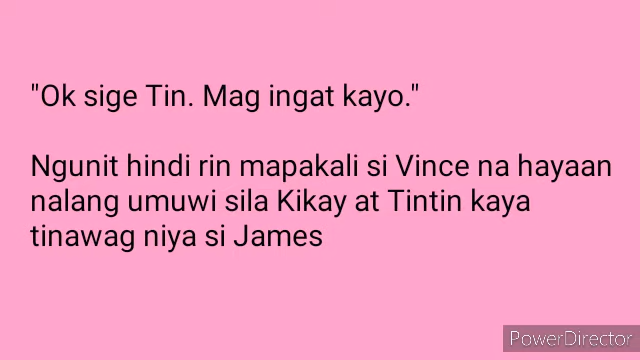 "Ok sige Tin. Mag ingat kayo."
Ngunit hindi rin mapakali si Vince na hayaan
nalang umuwi sila Kikay at Tintin kaya
tinawag niya si James
PowerDirector